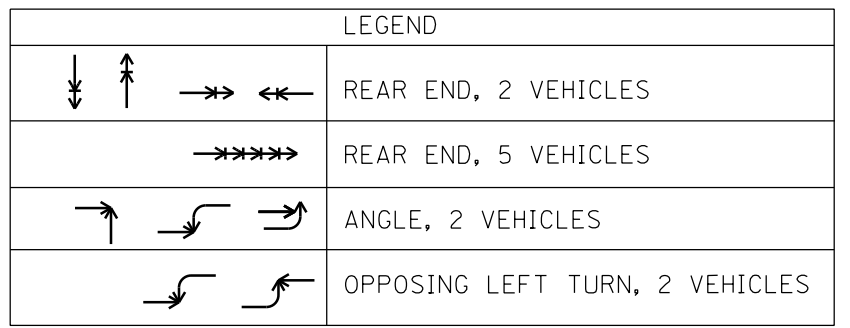 LEGEND
REAR END, 2 VEHICLES
REAR END, 5 VEHICLES
ANGLE, 2 VEHICLES
OPPOSING LEFT TURN, 2 VEHICLES